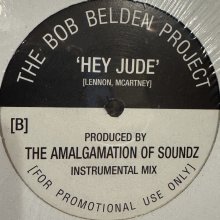 THE BOB BELDEN PROJECT
'HEY JUDE'
[LENNON, MCARTNEY]
[B]
PRODUCED BY
THE AMALGAMATION OF SOUNDZ
INSTRUMENTAL MIX
[FOR PROMOTIONAL USE ONLY]